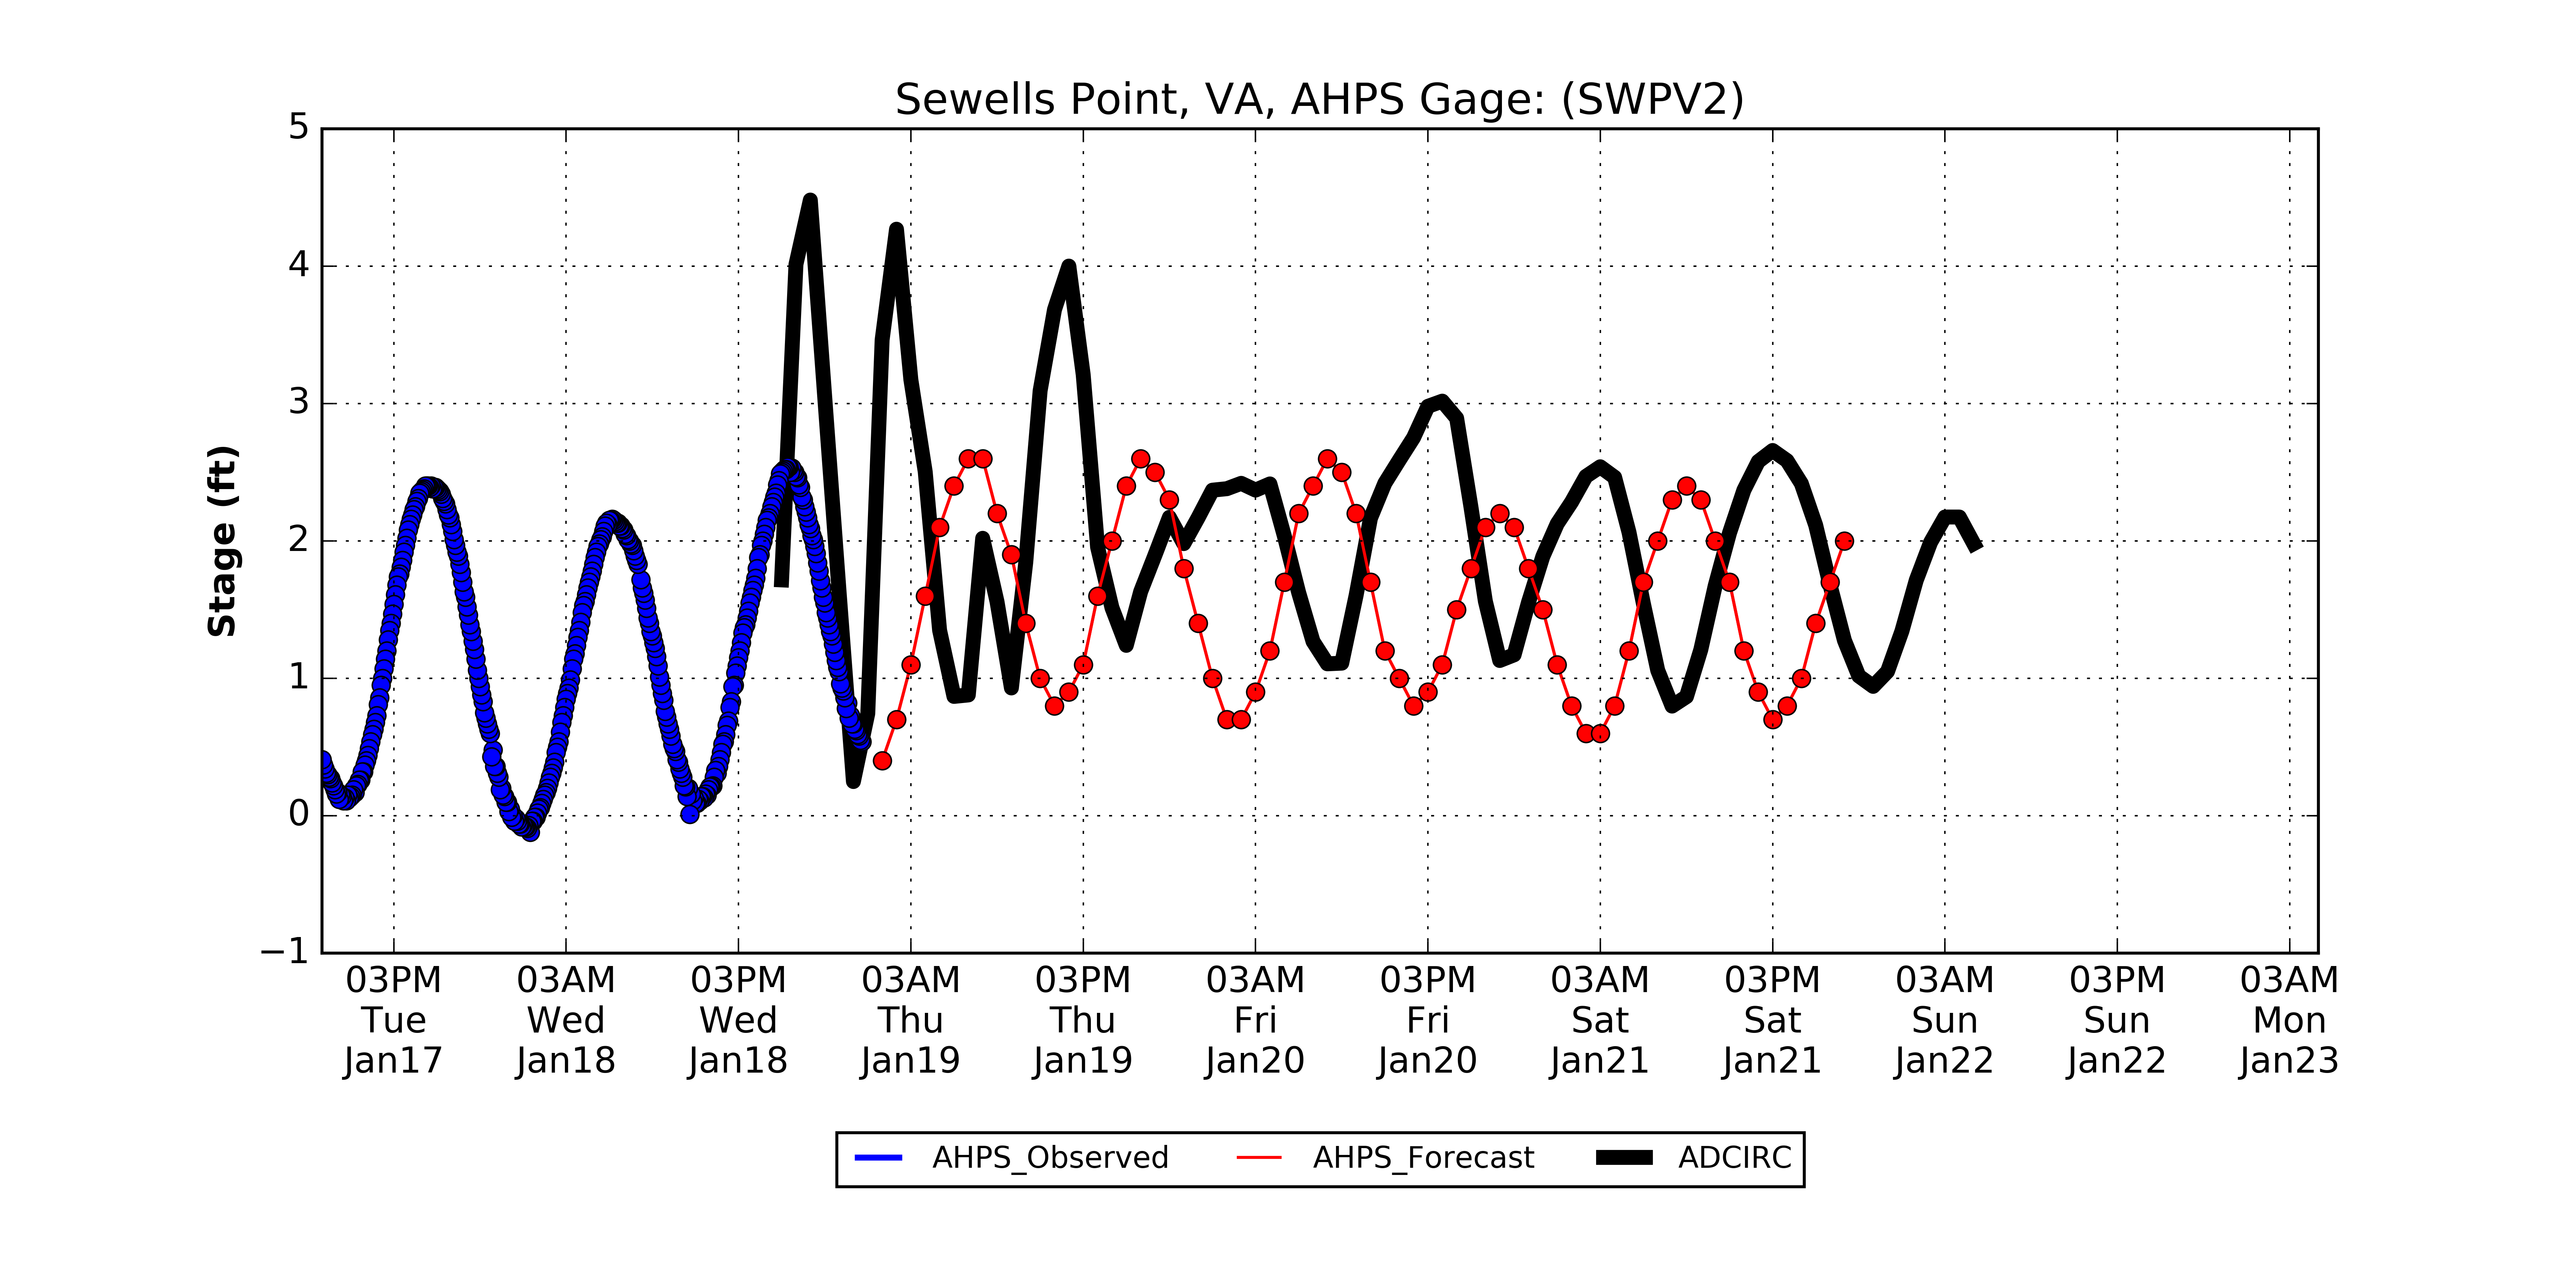 Sewells Point, VA, AHPS Gage: (SWPV2)
Stage (ft)
5
4
3
2
1
0
−1
03PM 03AM 03PM 03AM 03PM 03AM 03PM 03AM 03PM 03AM 03PM 03AM
Tue Wed Wed Thu Thu Fri Fri Sat Sat Sun Sun Mon
Jan17 Jan18 Jan18 Jan19 Jan19 Jan20 Jan20 Jan21 Jan21 Jan22 Jan22 Jan23
AHPS_Observed AHPS_Forecast ADCIRC